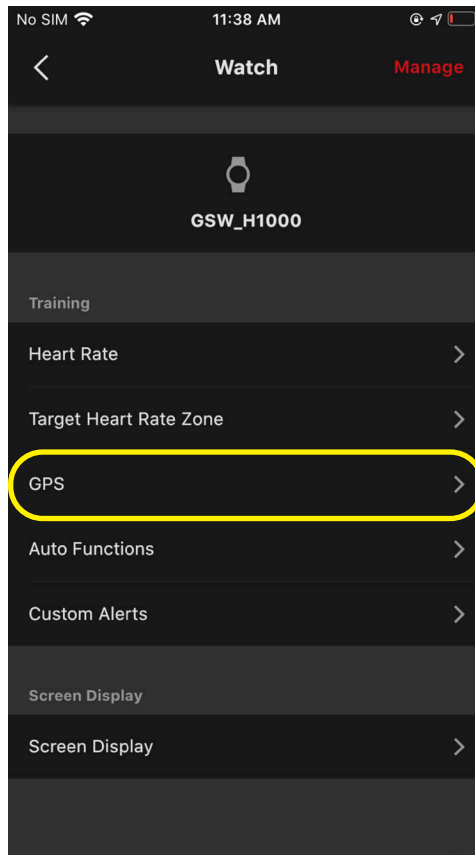 No SIM 11:38 AM
Watch Manage
GSW_H1000
Training
Heart Rate
Target Heart Rate Zone
GPS
Auto Functions
Custom Alerts
Screen Display
Screen Display